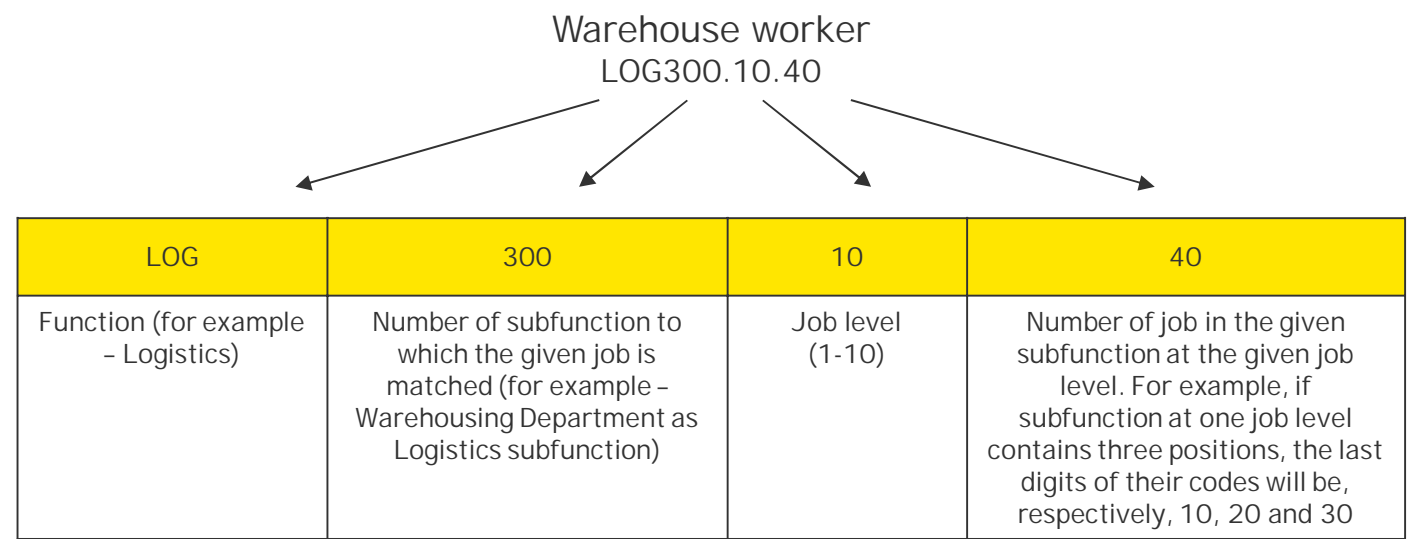 Warehouse worker
LOG300.10.40
LOG
300
10
40
Function (for example
– Logistics)
Number of subfunction to
which the given job is
matched (for example –
Warehousing Department as
Logistics subfunction)
Job level
(1-10)
Number of job in the given
subfunction at the given job
level. For example, if
subfunction at one job level
contains three positions, the last
digits of their codes will be,
respectively, 10, 20 and 30